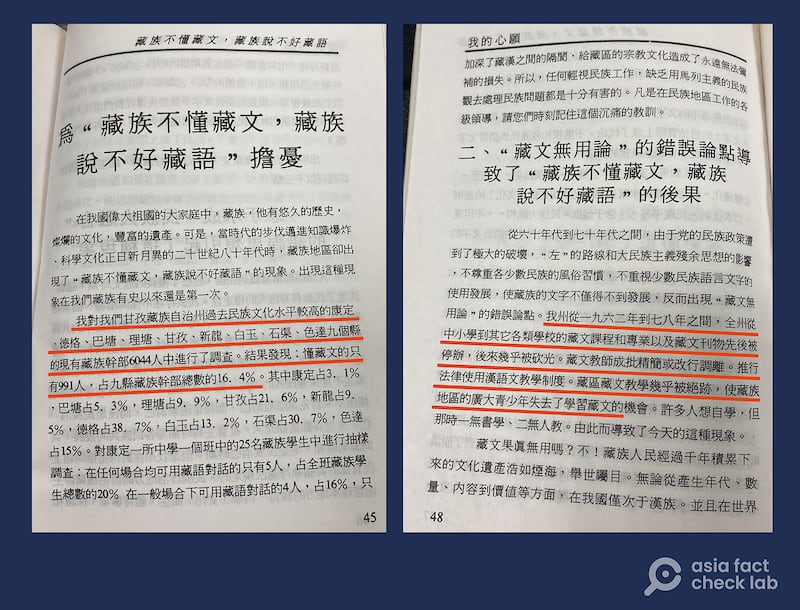 藏族不懂藏文，藏族說不好藏語
為“藏族不懂藏文，藏族
說不好藏語”擔憂
在我國偉大祖國的大家庭中，藏族，他有悠久的歷史，
燦爛的文化，豐富的遺產。可是，當時代的步伐邁進知識爆炸
、科學文化正日新月異的二十世紀八十年代時，藏族地區卻出
現了“藏族不懂藏文，藏族說不好藏語”的現象。出現這種現
象在我們藏族有史以來還是第一次。
我對我們甘孜藏族自治州過去民族文化水平較高的康定
、德格、巴塘、理塘、甘孜、新龍、白玉、石渠、色達九個縣
的現有藏族幹部6044人中進行了調查。結果發現：懂藏文的只
有991人，占九縣藏族幹部總數的16．4%。其中康定占3．1%
，巴塘占5．3%，理塘占9．9%，甘孜占21．6%，新龍占9．
5%，德格占38．7%，白玉占13．2%，石渠占30．7%，色達
占15%。對康定一所中學一個班中的25名藏族學生中進行抽樣
調查：在任何場合均可用藏語對話的只有5人，占全班藏族學
生總數的20% 在一般場合下可用藏語對話的4人，占16%，只
45
我的心願
加深了藏漢之間的隔閡，給藏區的宗教文化造成了永遠無法彌
補的損失。所以，任何輕視民族工作，缺乏用馬列主義的民族
觀去處理民族問題都是十分有害的。凡是在民族地區工作的各
級領導，請您們時刻記住這個沉痛的教訓。
二、“藏文無用論”的錯誤論點導
致了“藏族不懂藏文，藏族
說不好藏語”的後果
從六十年代到七十年代之間，由于党的民族政策遭
到了極大的破壞，“左”的路線和大民族主義殘余思想的影響
，不尊重各少數民族的風俗習慣，不重視少數民族語言文字的
使用發展，使藏族的文字不僅得不到發展，反而出現“藏文無
用論”的錯誤論點。我州從一九六二年到七八年之間，全州從
中小學到其它各類學校的藏文課程和專業以及藏文刊物先後被
停辦，後來幾乎被砍光。藏文教師成批精簡或改行調離。推行
法律使用漢語文教學制度。藏區藏文教學幾乎被絕跡，使藏族
地區的廣大青少年失去了學習藏文的機會。許多人想自學，但
那時一無書學、二無人教。由此而導致了今天的這種現象。
藏文果眞無用嗎？不！藏族人民經過千年積累下
來的文化遺產浩如煙海，舉世矚目。無論從產生年代、數
量、内容到價值等方面，在我國僅次于漢族。並且在世界
48
asia fact
check lab